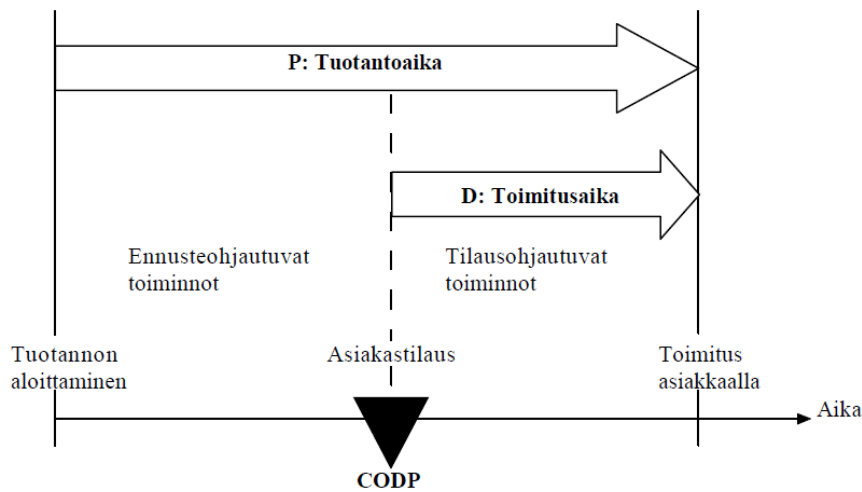 P: Tuotantoaika
D: Toimitusaika
Ennusteohjautuvat
toiminnot
Tilausohjautuvat
toiminnot
Tuotannon
aloittaminen
Asiakastilaus
Toimitus
asiakkaalla
Aika
CODP